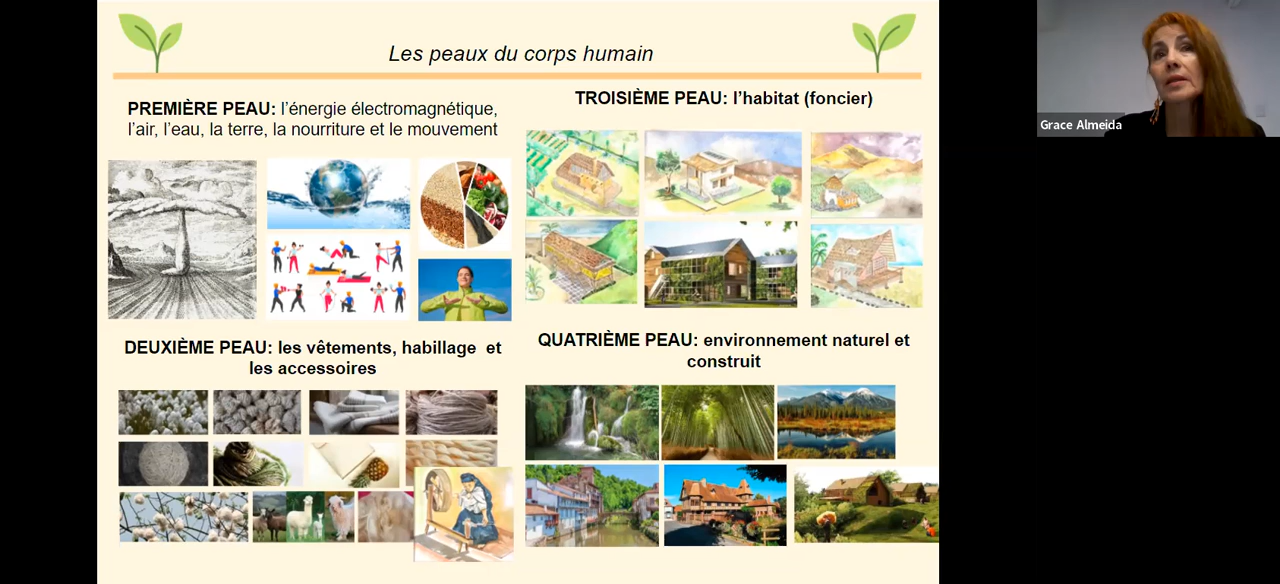 Les peaux du corps humain
PREMIÈRE PEAU: l'énergie électromagnétique,
l'air, l'eau, la terre, la nourriture et le mouvement
TROISIÈME PEAU: l'habitat (foncier)
DEUXIÈME PEAU: les vêtements, habillage et
les accessoires
QUATRIÈME PEAU: environnement naturel et
construit
Grace Almeida